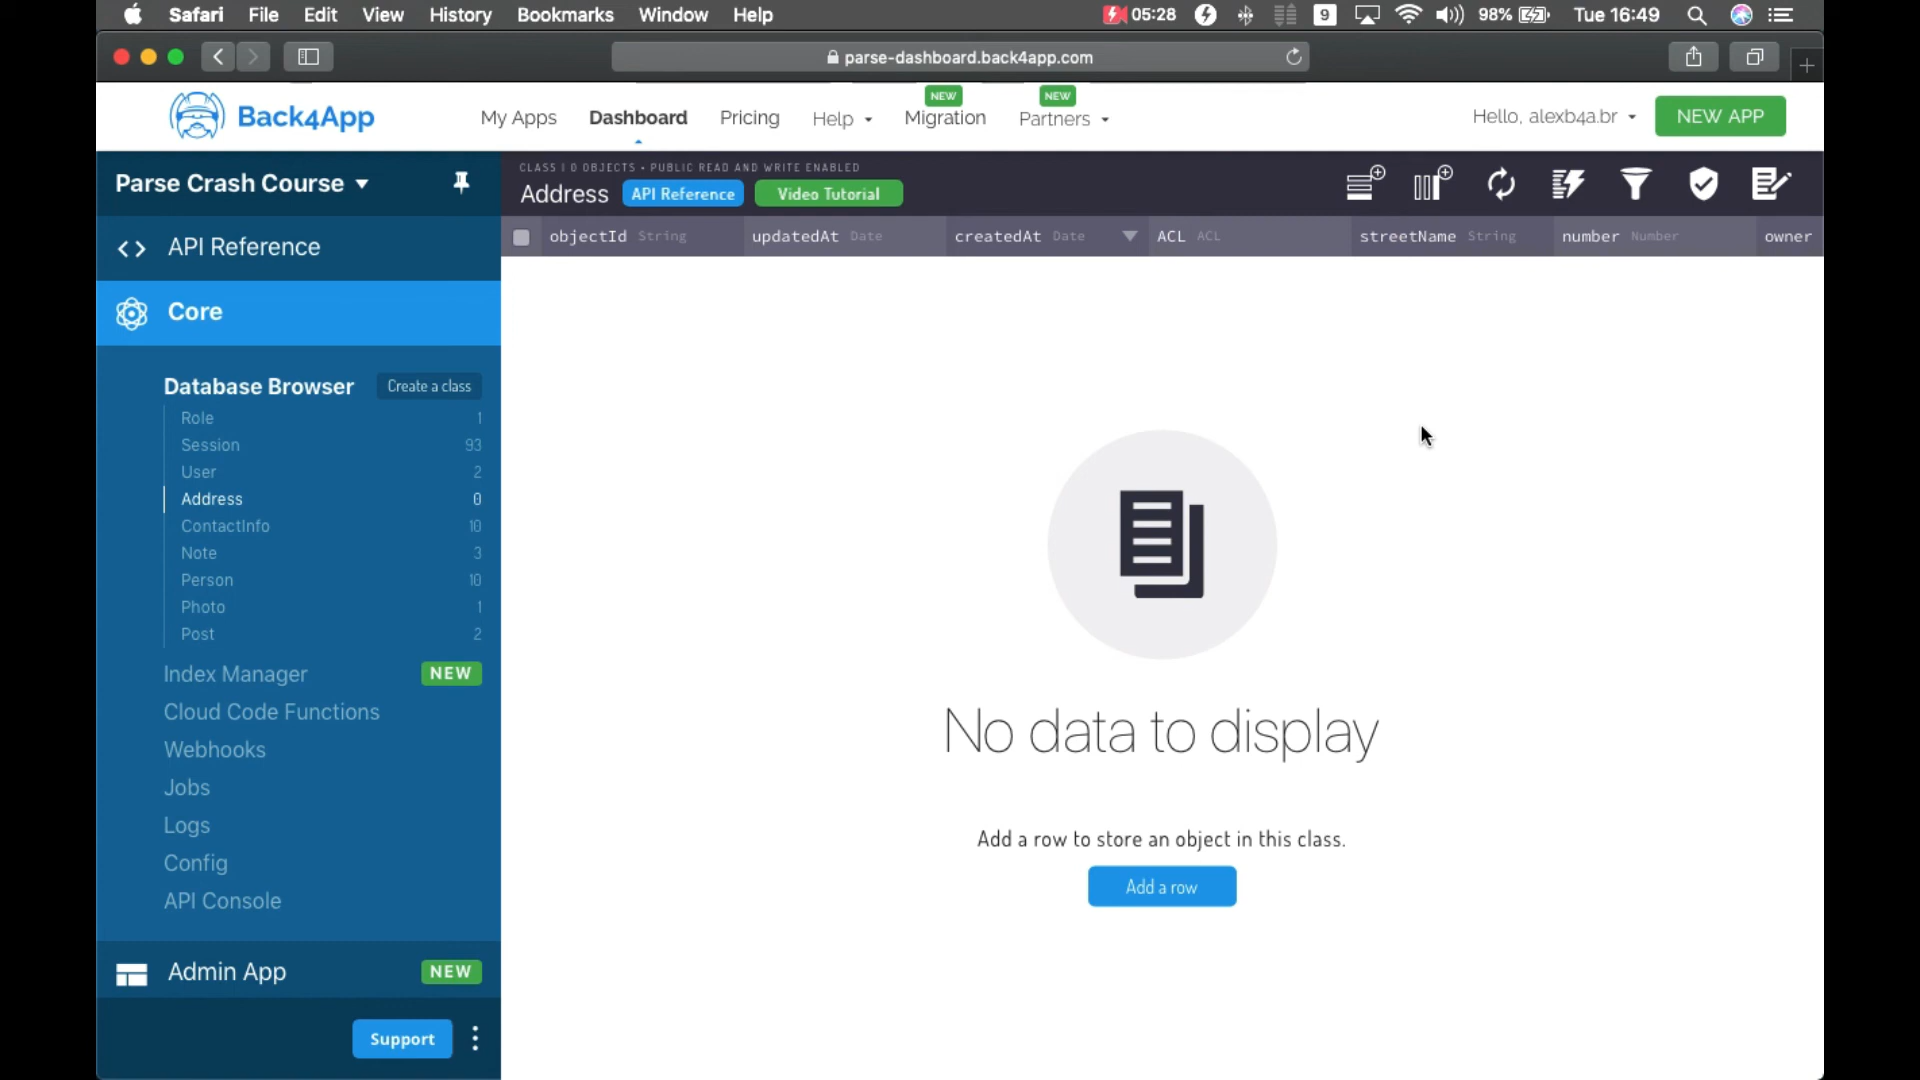 Safari File Edit View History Bookmarks Window Help 05:28 9 98% Tue 16:49
parse-dashboard.back4app.com
Back4App My Apps Dashboard Pricing Help NEW Migration NEW Partners Hello, alexb4a.br NEW APP
Parse Crash Course
CLASS | 0 OBJECTS • PUBLIC READ AND WRITE ENABLED
Address API Reference Video Tutorial
objectId String updatedAt Date createdAt Date ACL ACL streetName String number Number owner
API Reference
Core
Database Browser Create a class
Role 1
Session 93
User 2
Address 0
ContactInfo 10
Note 3
Person 10
Photo 1
Post 2
Index Manager NEW
Cloud Code Functions
Webhooks
Jobs
Logs
Config
API Console
Admin App NEW
Support
No data to display
Add a row to store an object in this class.
Add a row